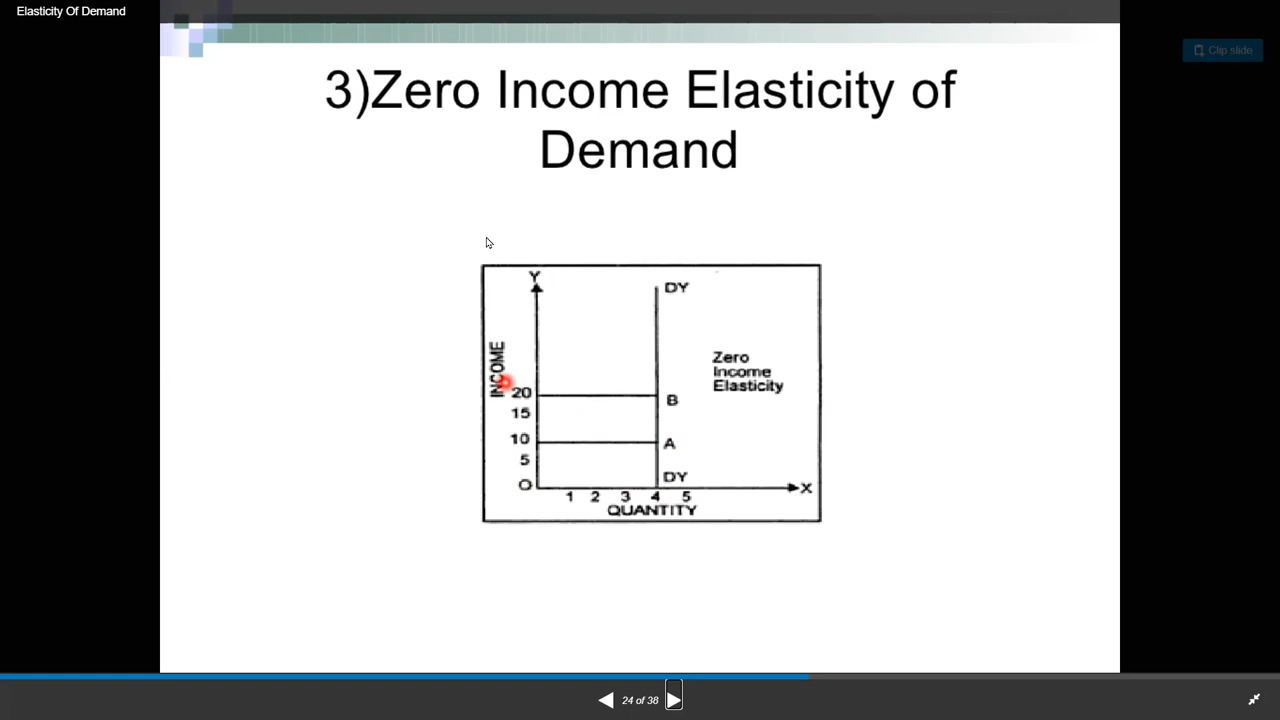 Elasticity Of Demand
Clip slide
3)Zero Income Elasticity of
Demand
Y
DY
INCOME
Zero
Income
Elasticity
20
B
15
10
A
5
DY
O
X
1 2 3 4 5
QUANTITY
24 of 38